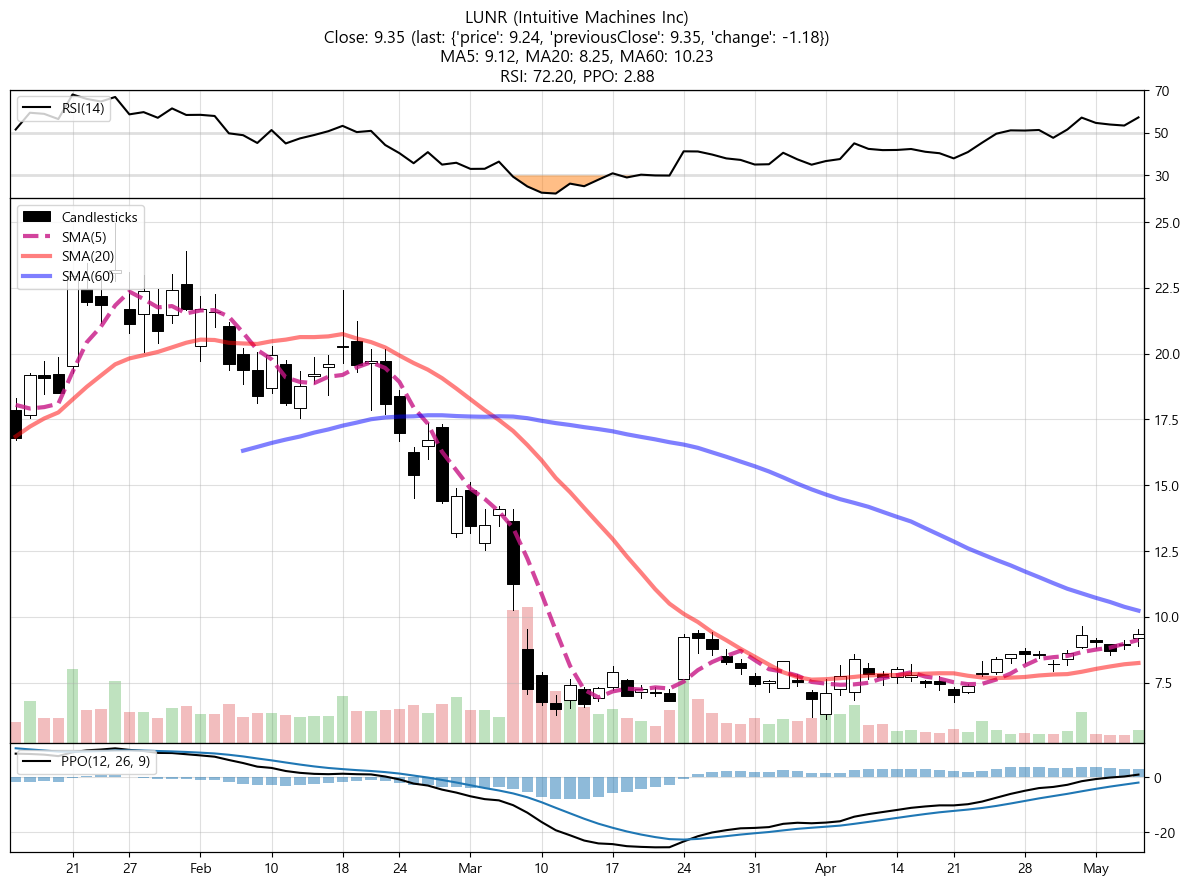 LUNR (Intuitive Machines Inc)
Close: 9.35 (last: {'price': 9.24, 'previousClose': 9.35, 'change': -1.18})
MA5: 9.12, MA20: 8.25, MA60: 10.23
RSI: 72.20, PPO: 2.88
RSI(14)
70
50
30
Candlesticks
SMA(5)
SMA(20)
SMA(60)
25.0
22.5
20.0
17.5
15.0
12.5
10.0
7.5
PPO(12, 26, 9)
0
-20
21 27 Feb 10 18 24 Mar 10 17 24 31 Apr 14 21 28 May